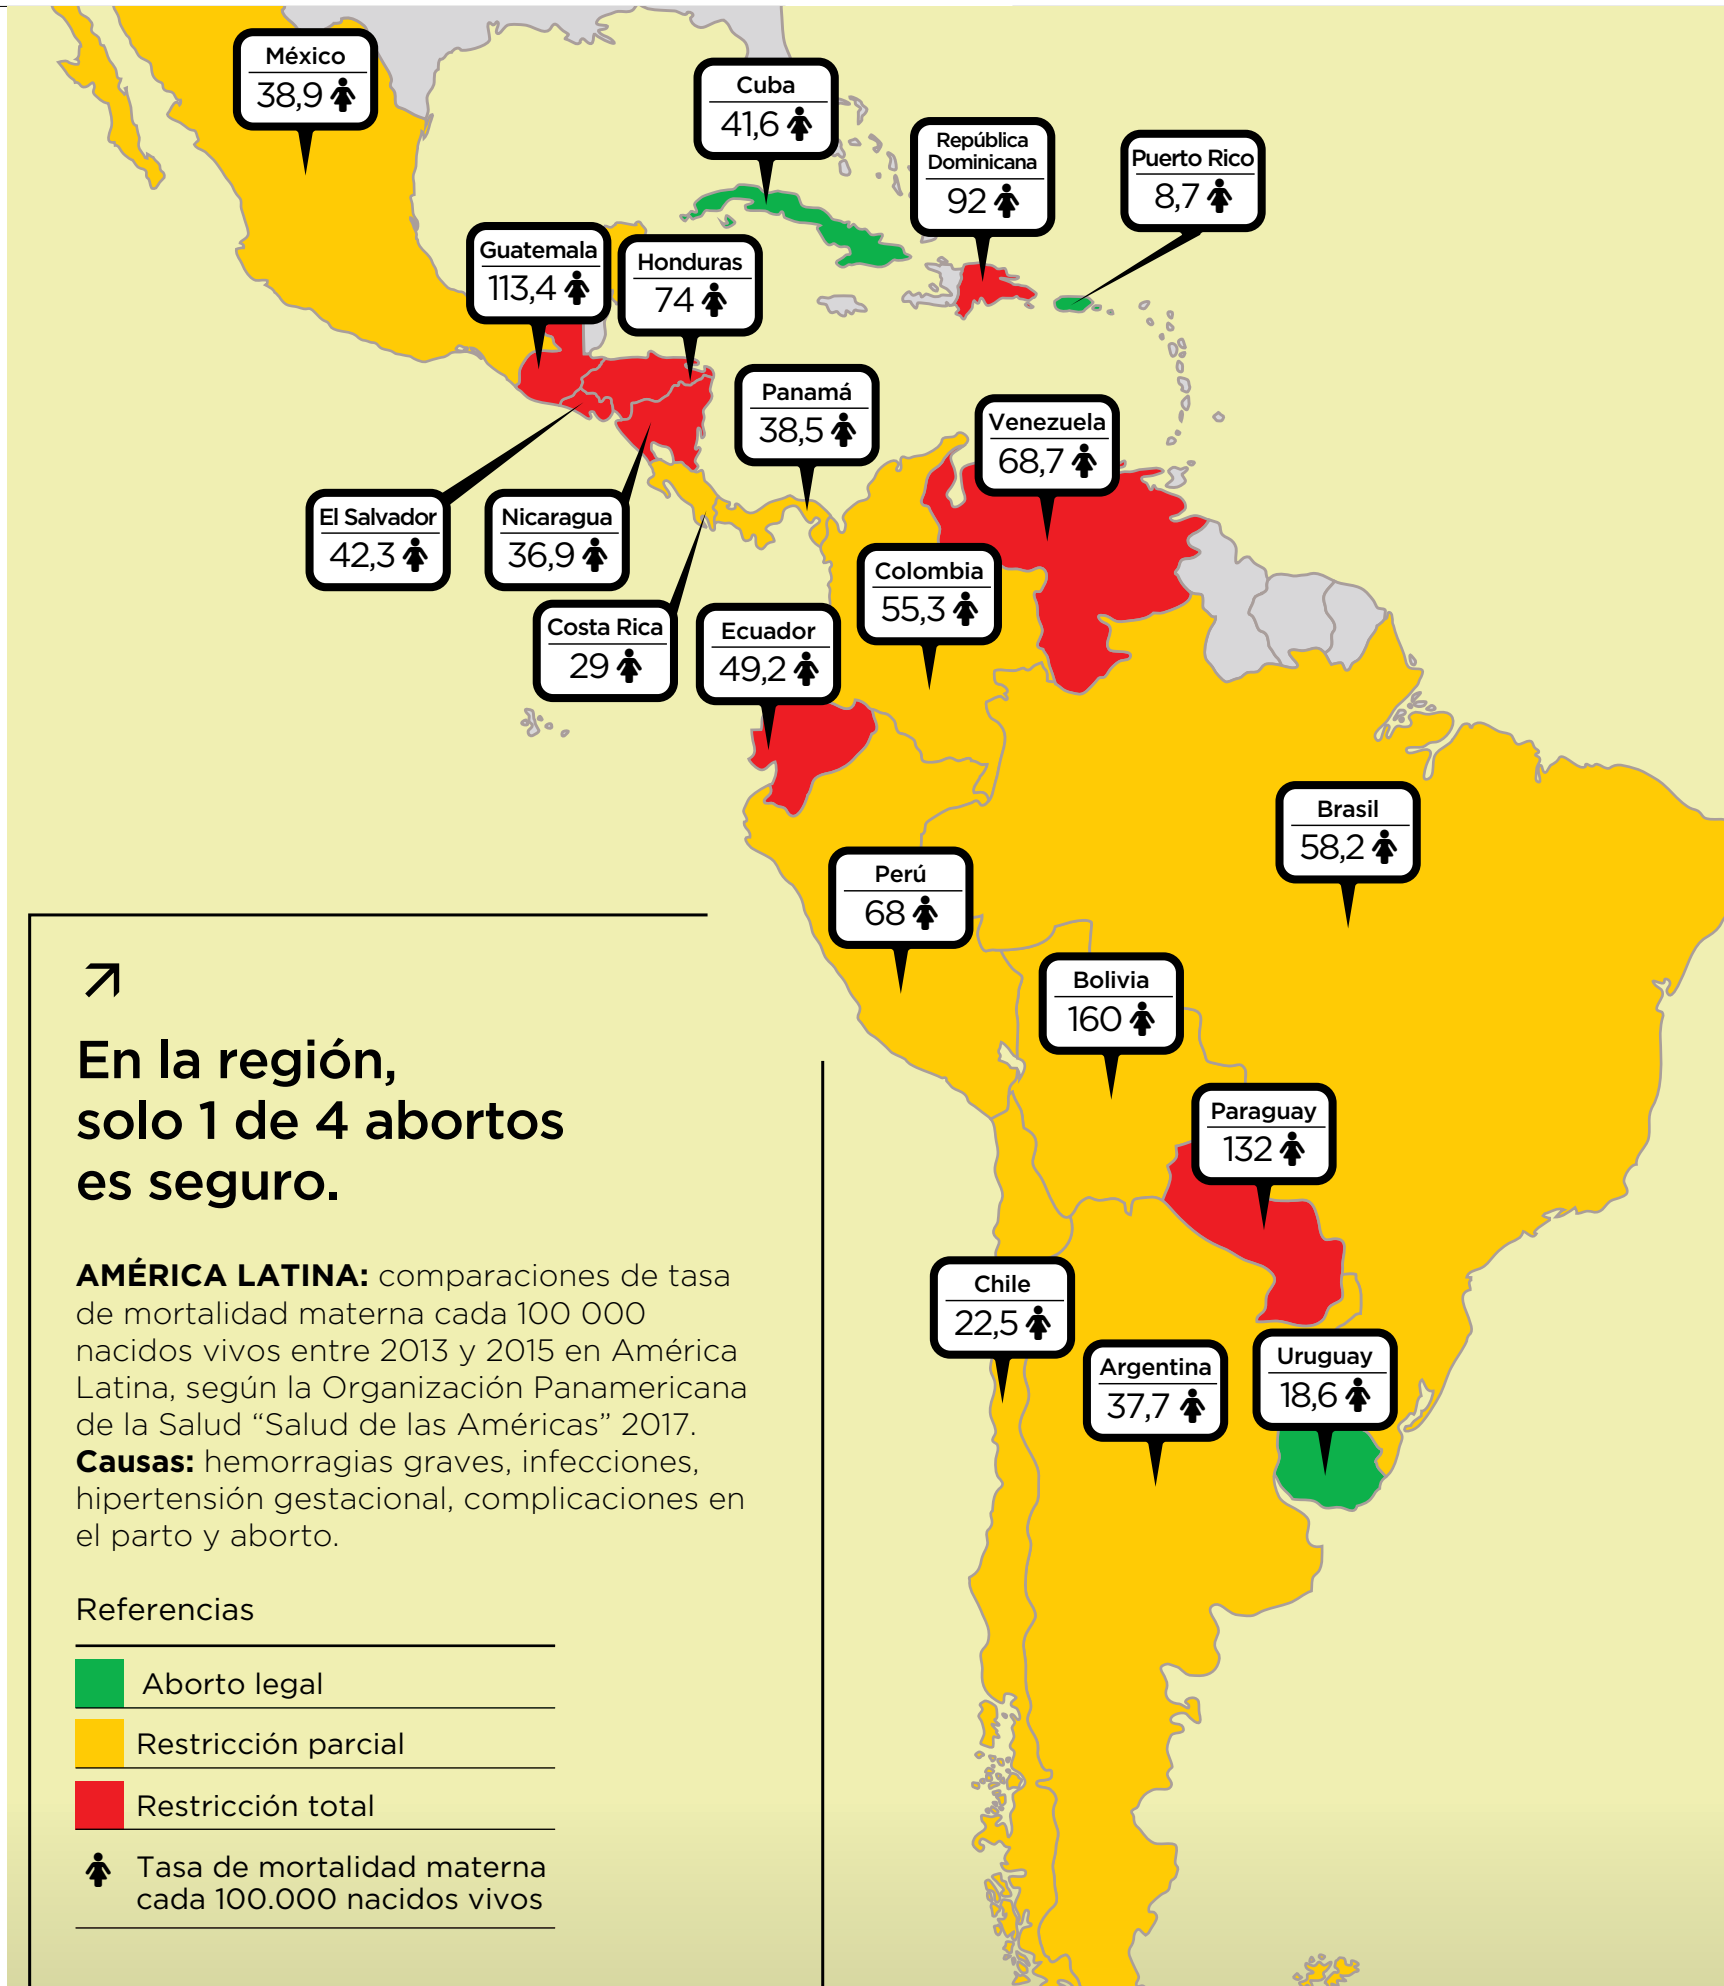 México
38,9
Cuba
41,6
República
Dominicana
92
Puerto Rico
8,7
Guatemala
113,4
Honduras
74
Panamá
38,5
Venezuela
68,7
El Salvador
42,3
Nicaragua
36,9
Colombia
55,3
Costa Rica
29
Ecuador
49,2
Brasil
58,2
Perú
68
Bolivia
160
Paraguay
132
Chile
22,5
Argentina
37,7
Uruguay
18,6
En la región,
solo 1 de 4 abortos
es seguro.
AMÉRICA LATINA: comparaciones de tasa
de mortalidad materna cada 100 000
nacidos vivos entre 2013 y 2015 en América
Latina, según la Organización Panamericana
de la Salud “Salud de las Américas” 2017.
Causas: hemorragias graves, infecciones,
hipertensión gestacional, complicaciones en
el parto y aborto.
Referencias
Aborto legal
Restricción parcial
Restricción total
Tasa de mortalidad materna
cada 100.000 nacidos vivos